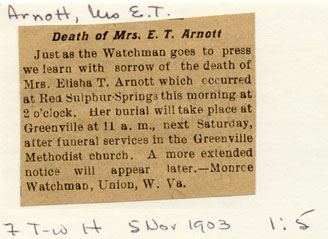 Arnott, Mrs E.T.
Death of Mrs. E. T. Arnott
Just as the Watchman goes to press
we learn with sorrow of the death of
Mrs. Elisha T. Arnott which occurred
at Red Sulphur-Springs this morning at
2 o'clock. Her burial will take place at
Greenville at 11 a. m., next Saturday,
after funeral services in the Greenville
Methodist church. A more extended
notice will appear later.—Monroe
Watchman, Union, W. Va.
7 T-W H 5 Nov 1903 1:5